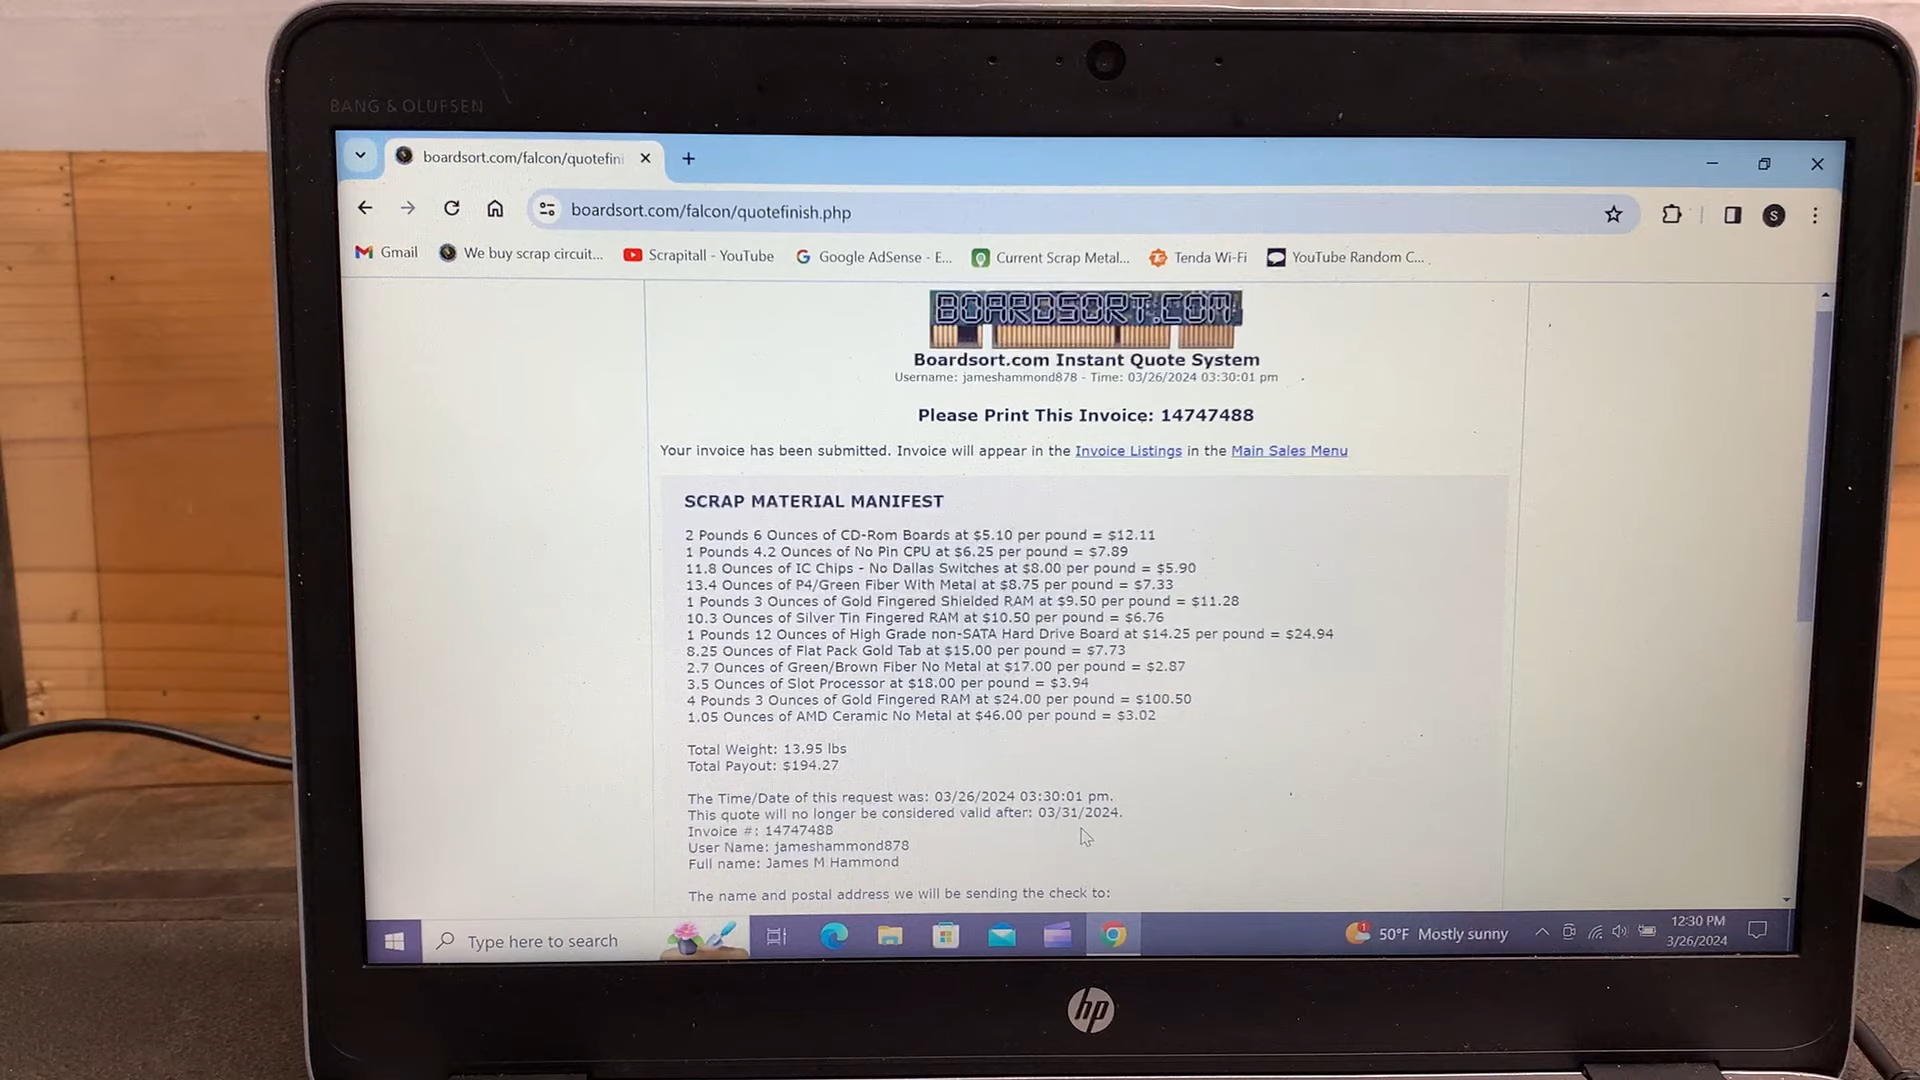 BANG & OLUFSEN
boardsort.com/falcon/quotefini
boardsort.com/falcon/quotefinish.php
S
Gmail
We buy scrap circuit...
Scrapitall - YouTube
Google AdSense - E...
Current Scrap Metal...
Tenda Wi-Fi
YouTube Random C...
BOARDSORT.COM
Boardsort.com Instant Quote System
Username: jameshammond878 - Time: 03/26/2024 03:30:01 pm
Please Print This Invoice: 14747488
Your invoice has been submitted. Invoice will appear in the Invoice Listings in the Main Sales Menu
SCRAP MATERIAL MANIFEST
2 Pounds 6 Ounces of CD-Rom Boards at $5.10 per pound = $12.11
1 Pounds 4.2 Ounces of No Pin CPU at $6.25 per pound = $7.89
11.8 Ounces of IC Chips - No Dallas Switches at $8.00 per pound = $5.90
13.4 Ounces of P4/Green Fiber With Metal at $8.75 per pound = $7.33
1 Pounds 3 Ounces of Gold Fingered Shielded RAM at $9.50 per pound = $11.28
10.3 Ounces of Silver Tin Fingered RAM at $10.50 per pound = $6.76
1 Pounds 12 Ounces of High Grade non-SATA Hard Drive Board at $14.25 per pound = $24.94
8.25 Ounces of Flat Pack Gold Tab at $15.00 per pound = $7.73
2.7 Ounces of Green/Brown Fiber No Metal at $17.00 per pound = $2.87
3.5 Ounces of Slot Processor at $18.00 per pound = $3.94
4 Pounds 3 Ounces of Gold Fingered RAM at $24.00 per pound = $100.50
1.05 Ounces of AMD Ceramic No Metal at $46.00 per pound = $3.02
Total Weight: 13.95 lbs
Total Payout: $194.27
The Time/Date of this request was: 03/26/2024 03:30:01 pm.
This quote will no longer be considered valid after: 03/31/2024.
Invoice #: 14747488
User Name: jameshammond878
Full name: James M Hammond
The name and postal address we will be sending the check to:
Type here to search
1
50°F Mostly sunny
12:30 PM
3/26/2024
hp